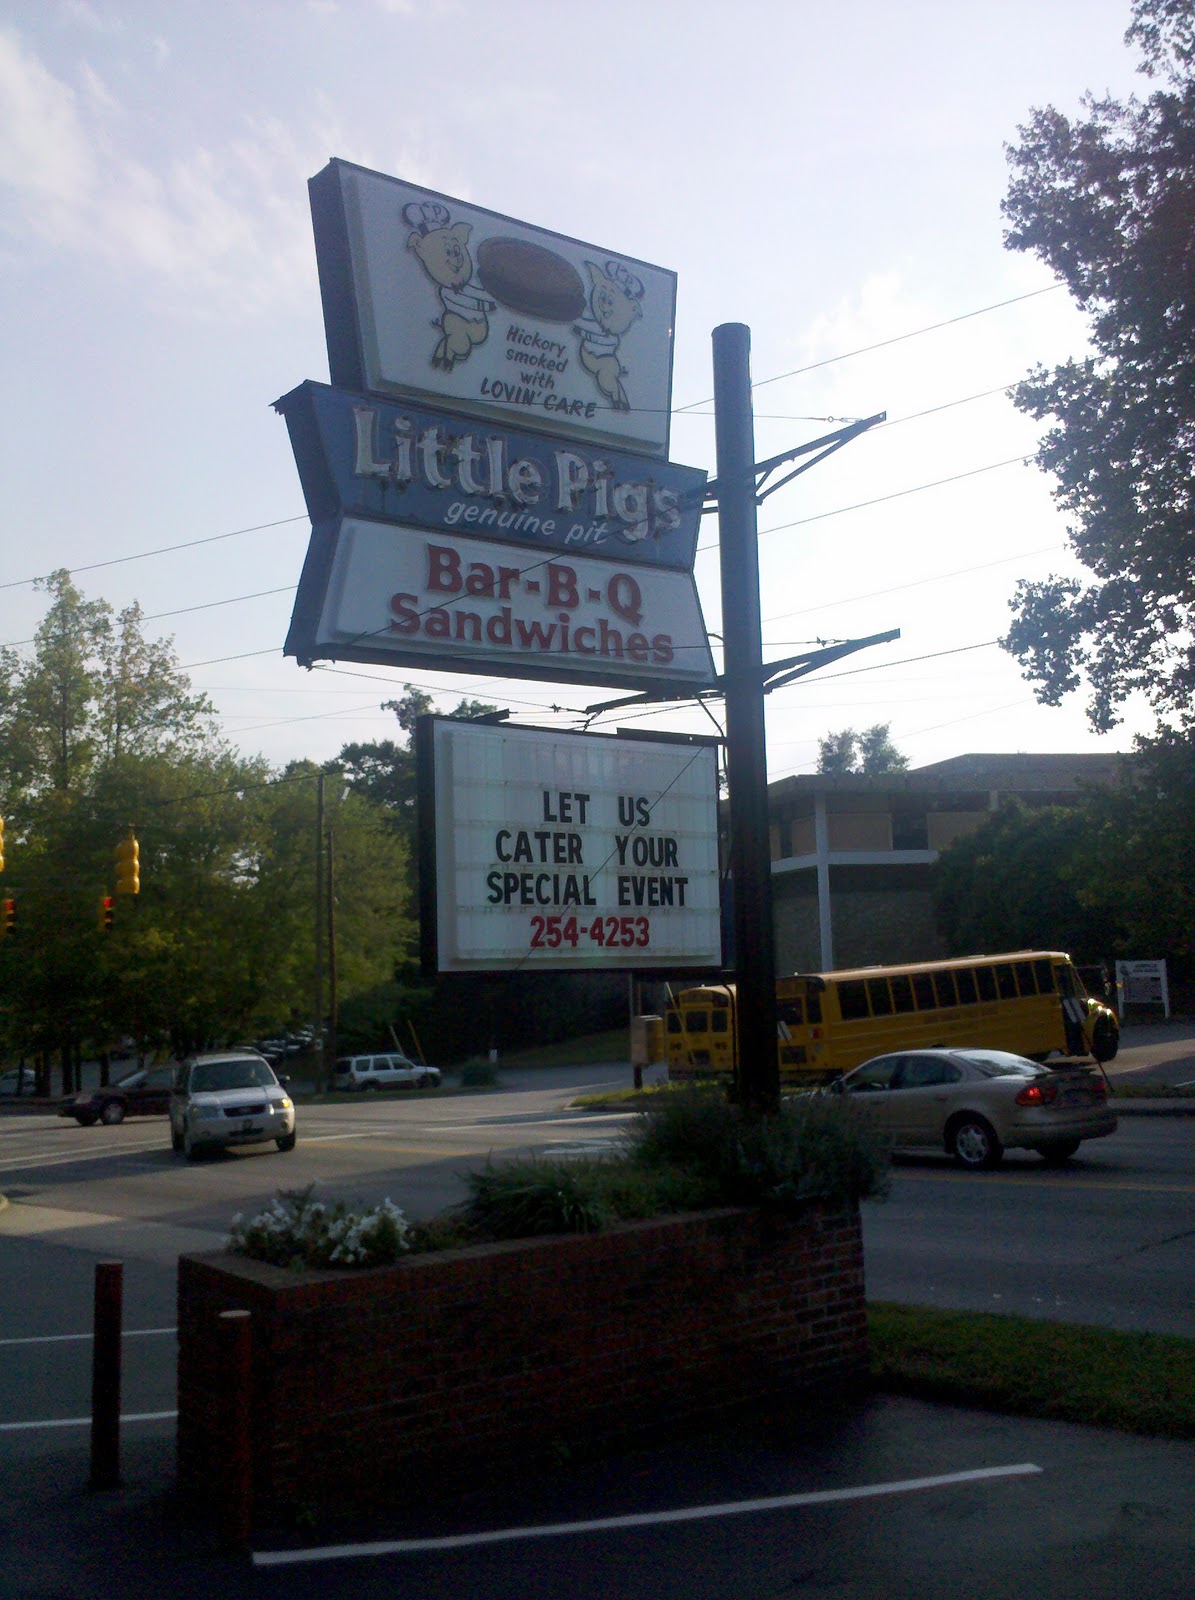 Hickory
smoked
with
LOVIN' CARE
Little Pigs
genuine pit
Bar-B-Q
Sandwiches
LET US
CATER YOUR
SPECIAL EVENT
254-4253